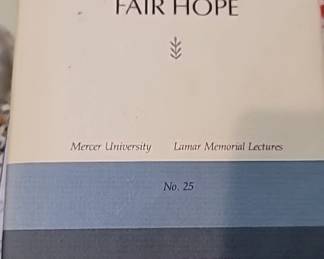 FAIR HOPE
Mercer University Lamar Memorial Lectures
No. 25